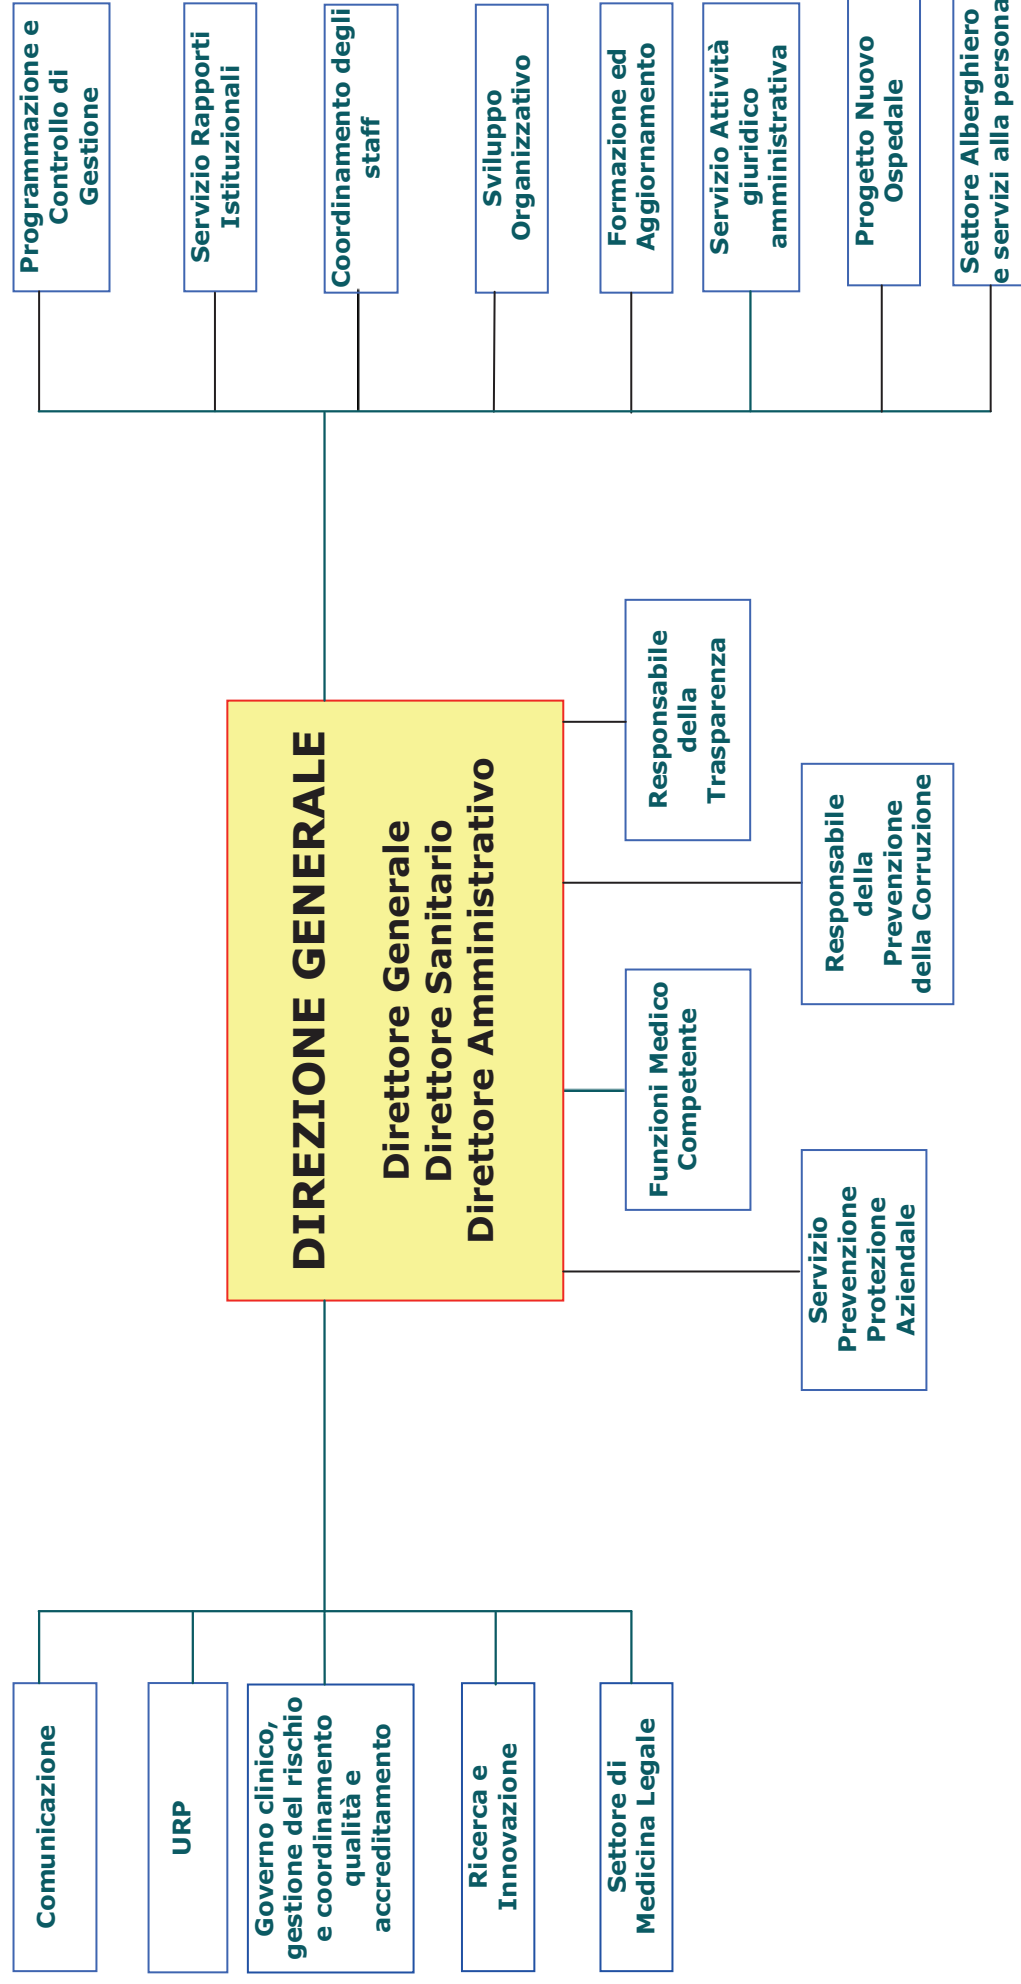 Comunicazione
URP
Governo clinico,
gestione del rischio
e coordinamento
qualità e
accreditamento
Ricerca e
Innovazione
Settore di
Medicina Legale
DIREZIONE GENERALE
Direttore Generale
Direttore Sanitario
Direttore Amministrativo
Servizio
Prevenzione
Protezione
Aziendale
Funzioni Medico
Competente
Responsabile
della
Prevenzione
della Corruzione
Responsabile
della
Trasparenza
Programmazione e
Controllo di
Gestione
Servizio Rapporti
Istituzionali
Coordinamento degli
staff
Sviluppo
Organizzativo
Formazione ed
Aggiornamento
Servizio Attività
giuridico
amministrativa
Progetto Nuovo
Ospedale
Settore Alberghiero
e servizi alla persona